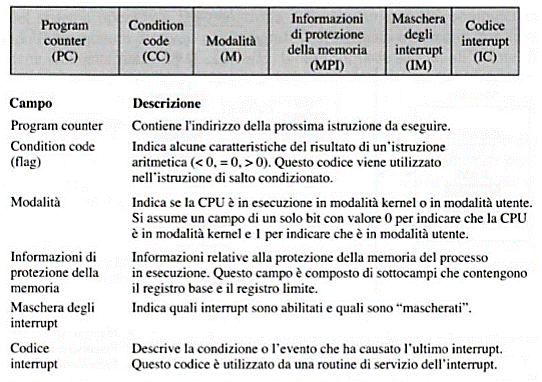 Program counter (PC)
Condition code (CC)
Modalità (M)
Informazioni di protezione della memoria (MPI)
Maschera degli interrupt (IM)
Codice interrupt (IC)
Campo Descrizione
Program counter Contiene l'indirizzo della prossima istruzione da eseguire.
Condition code Indica alcune caratteristiche del risultato di un'istruzione
(flag) aritmetica (< 0, = 0, > 0). Questo codice viene utilizzato
nell'istruzione di salto condizionato.
Modalità Indica se la CPU è in esecuzione in modalità kernel o in modalità utente.
Si assume un campo di un solo bit con valore 0 per indicare che la CPU
è in modalità kernel e 1 per indicare che è in modalità utente.
Informazioni di Informazioni relative alla protezione della memoria del processo
protezione della in esecuzione. Questo campo è composto di sottocampi che contengono
memoria il registro base e il registro limite.
Maschera degli Indica quali interrupt sono abilitati e quali sono “mascherati”.
interrupt
Codice Descrive la condizione o l'evento che ha causato l'ultimo interrupt.
interrupt Questo codice è utilizzato da una routine di servizio dell'interrupt.